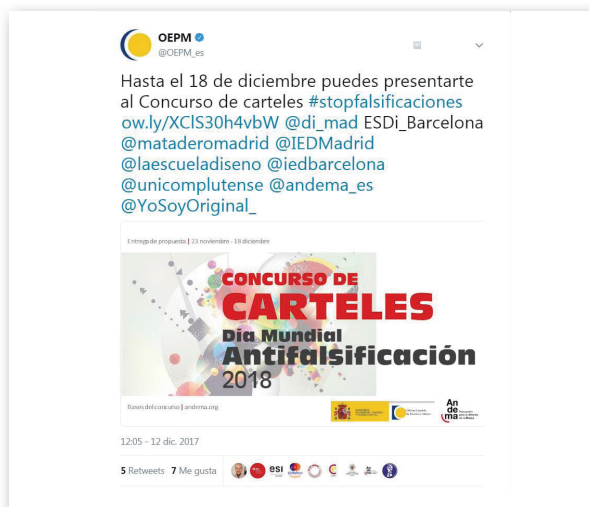 OEPM
@OEPM_es
Hasta el 18 de diciembre puedes presentarte
al Concurso de carteles #stopfalsificaciones
ow.ly/XClS30h4vbW @di_mad ESDi_Barcelona
@mataderomadrid @IEDMadrid
@laescueladiseno @iedbarcelona
@unicomplutense @andema_es
@YoSoyOriginal_
Entrega de propuesta | 23 noviembre - 18 diciembre
CONCURSO DE
CARTELES
Dia Mundial
Antifalsificación
2018
Bases del concurso | andema.org
An
de
ma
12:05 - 12 dic. 2017
5 Retweets 7 Me gusta
esi